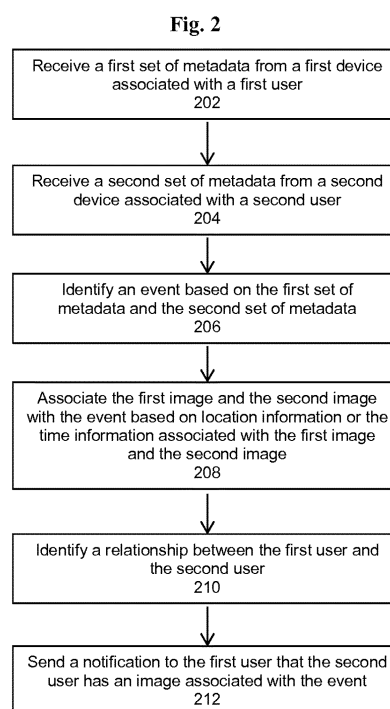 Fig. 2
Receive a first set of metadata from a first device
associated with a first user
202
Receive a second set of metadata from a second
device associated with a second user
204
Identify an event based on the first set of
metadata and the second set of metadata
206
Associate the first image and the second image
with the event based on location information or the
time information associated with the first image
and the second image
208
Identify a relationship between the first user and
the second user
210
Send a notification to the first user that the second
user has an image associated with the event
212